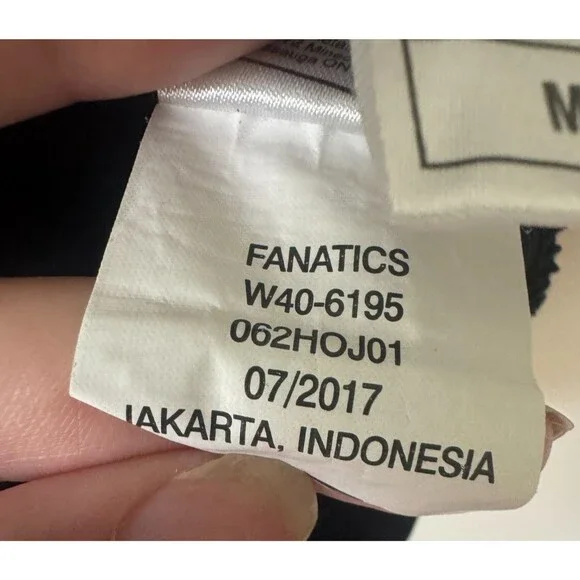 M
FANATICS
W40-6195
062HOJ01
07/2017
JAKARTA, INDONESIA